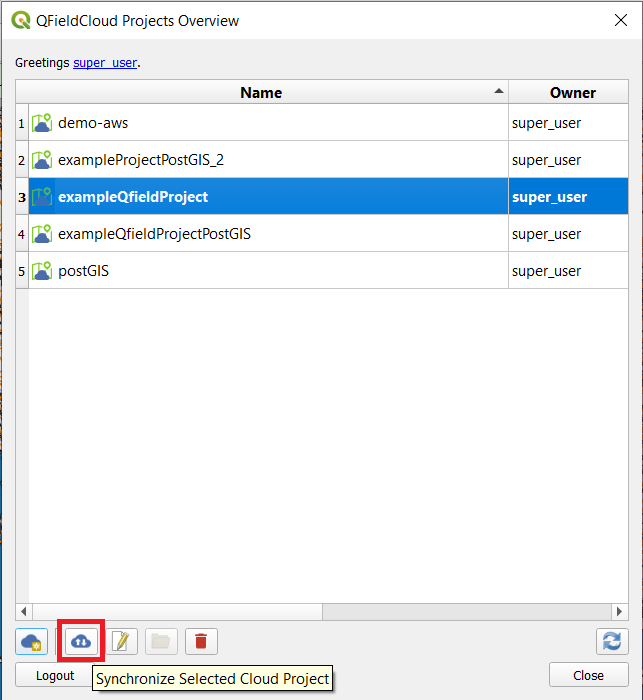 QFieldCloud Projects Overview
Greetings super_user.
Name Owner
1 demo-aws super_user
2 exampleProjectPostGIS_2 super_user
3 exampleQfieldProject super_user
4 exampleQfieldProjectPostGIS super_user
5 postGIS super_user
Logout Close
Synchronize Selected Cloud Project